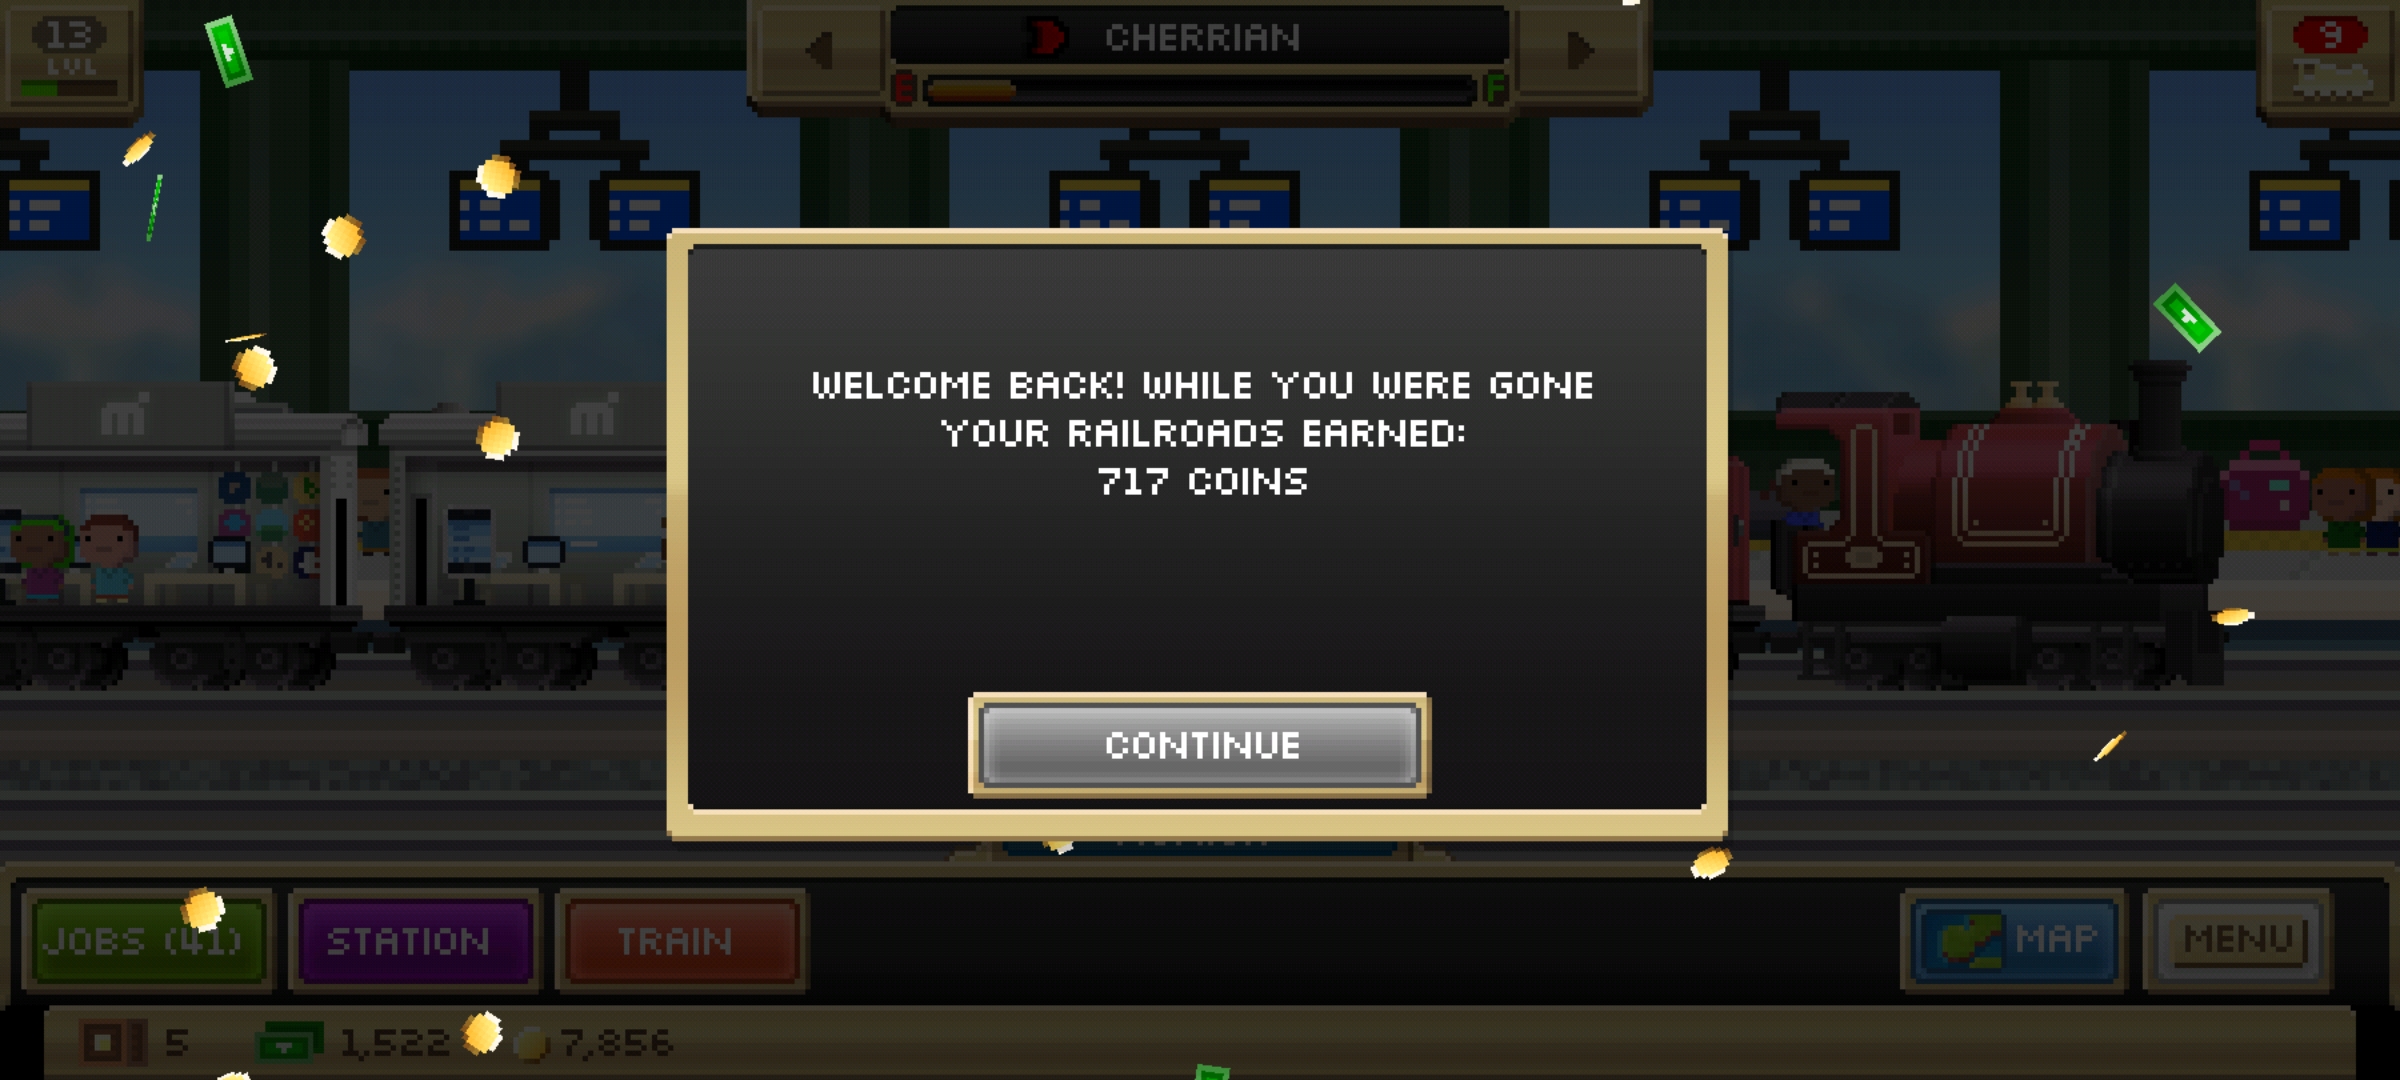 13
LVL
CHERRIAN
E
F
9
WELCOME BACK! WHILE YOU WERE GONE
YOUR RAILROADS EARNED:
717 COINS
CONTINUE
JOBS (41)
STATION
TRAIN
MAP
MENU
5
1,522
7,856